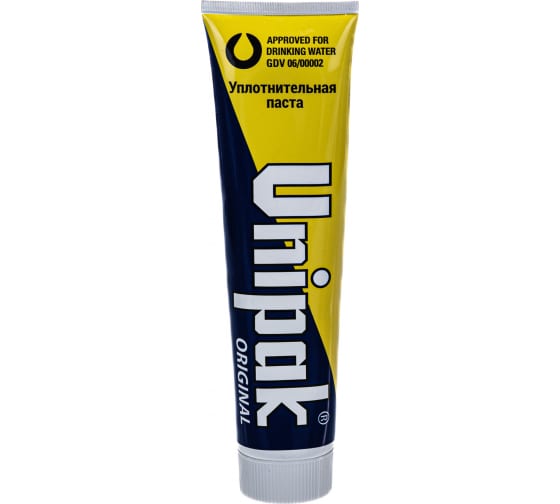 APPROVED FOR
DRINKING WATER
GDV 06/00002
Уплотнительная
паста
Unipak®
ORIGINAL